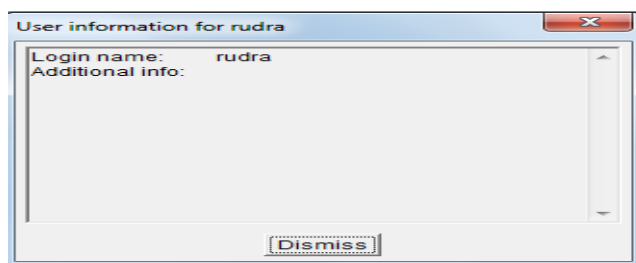 User information for rudra
Login name: rudra
Additional info:
Dismiss